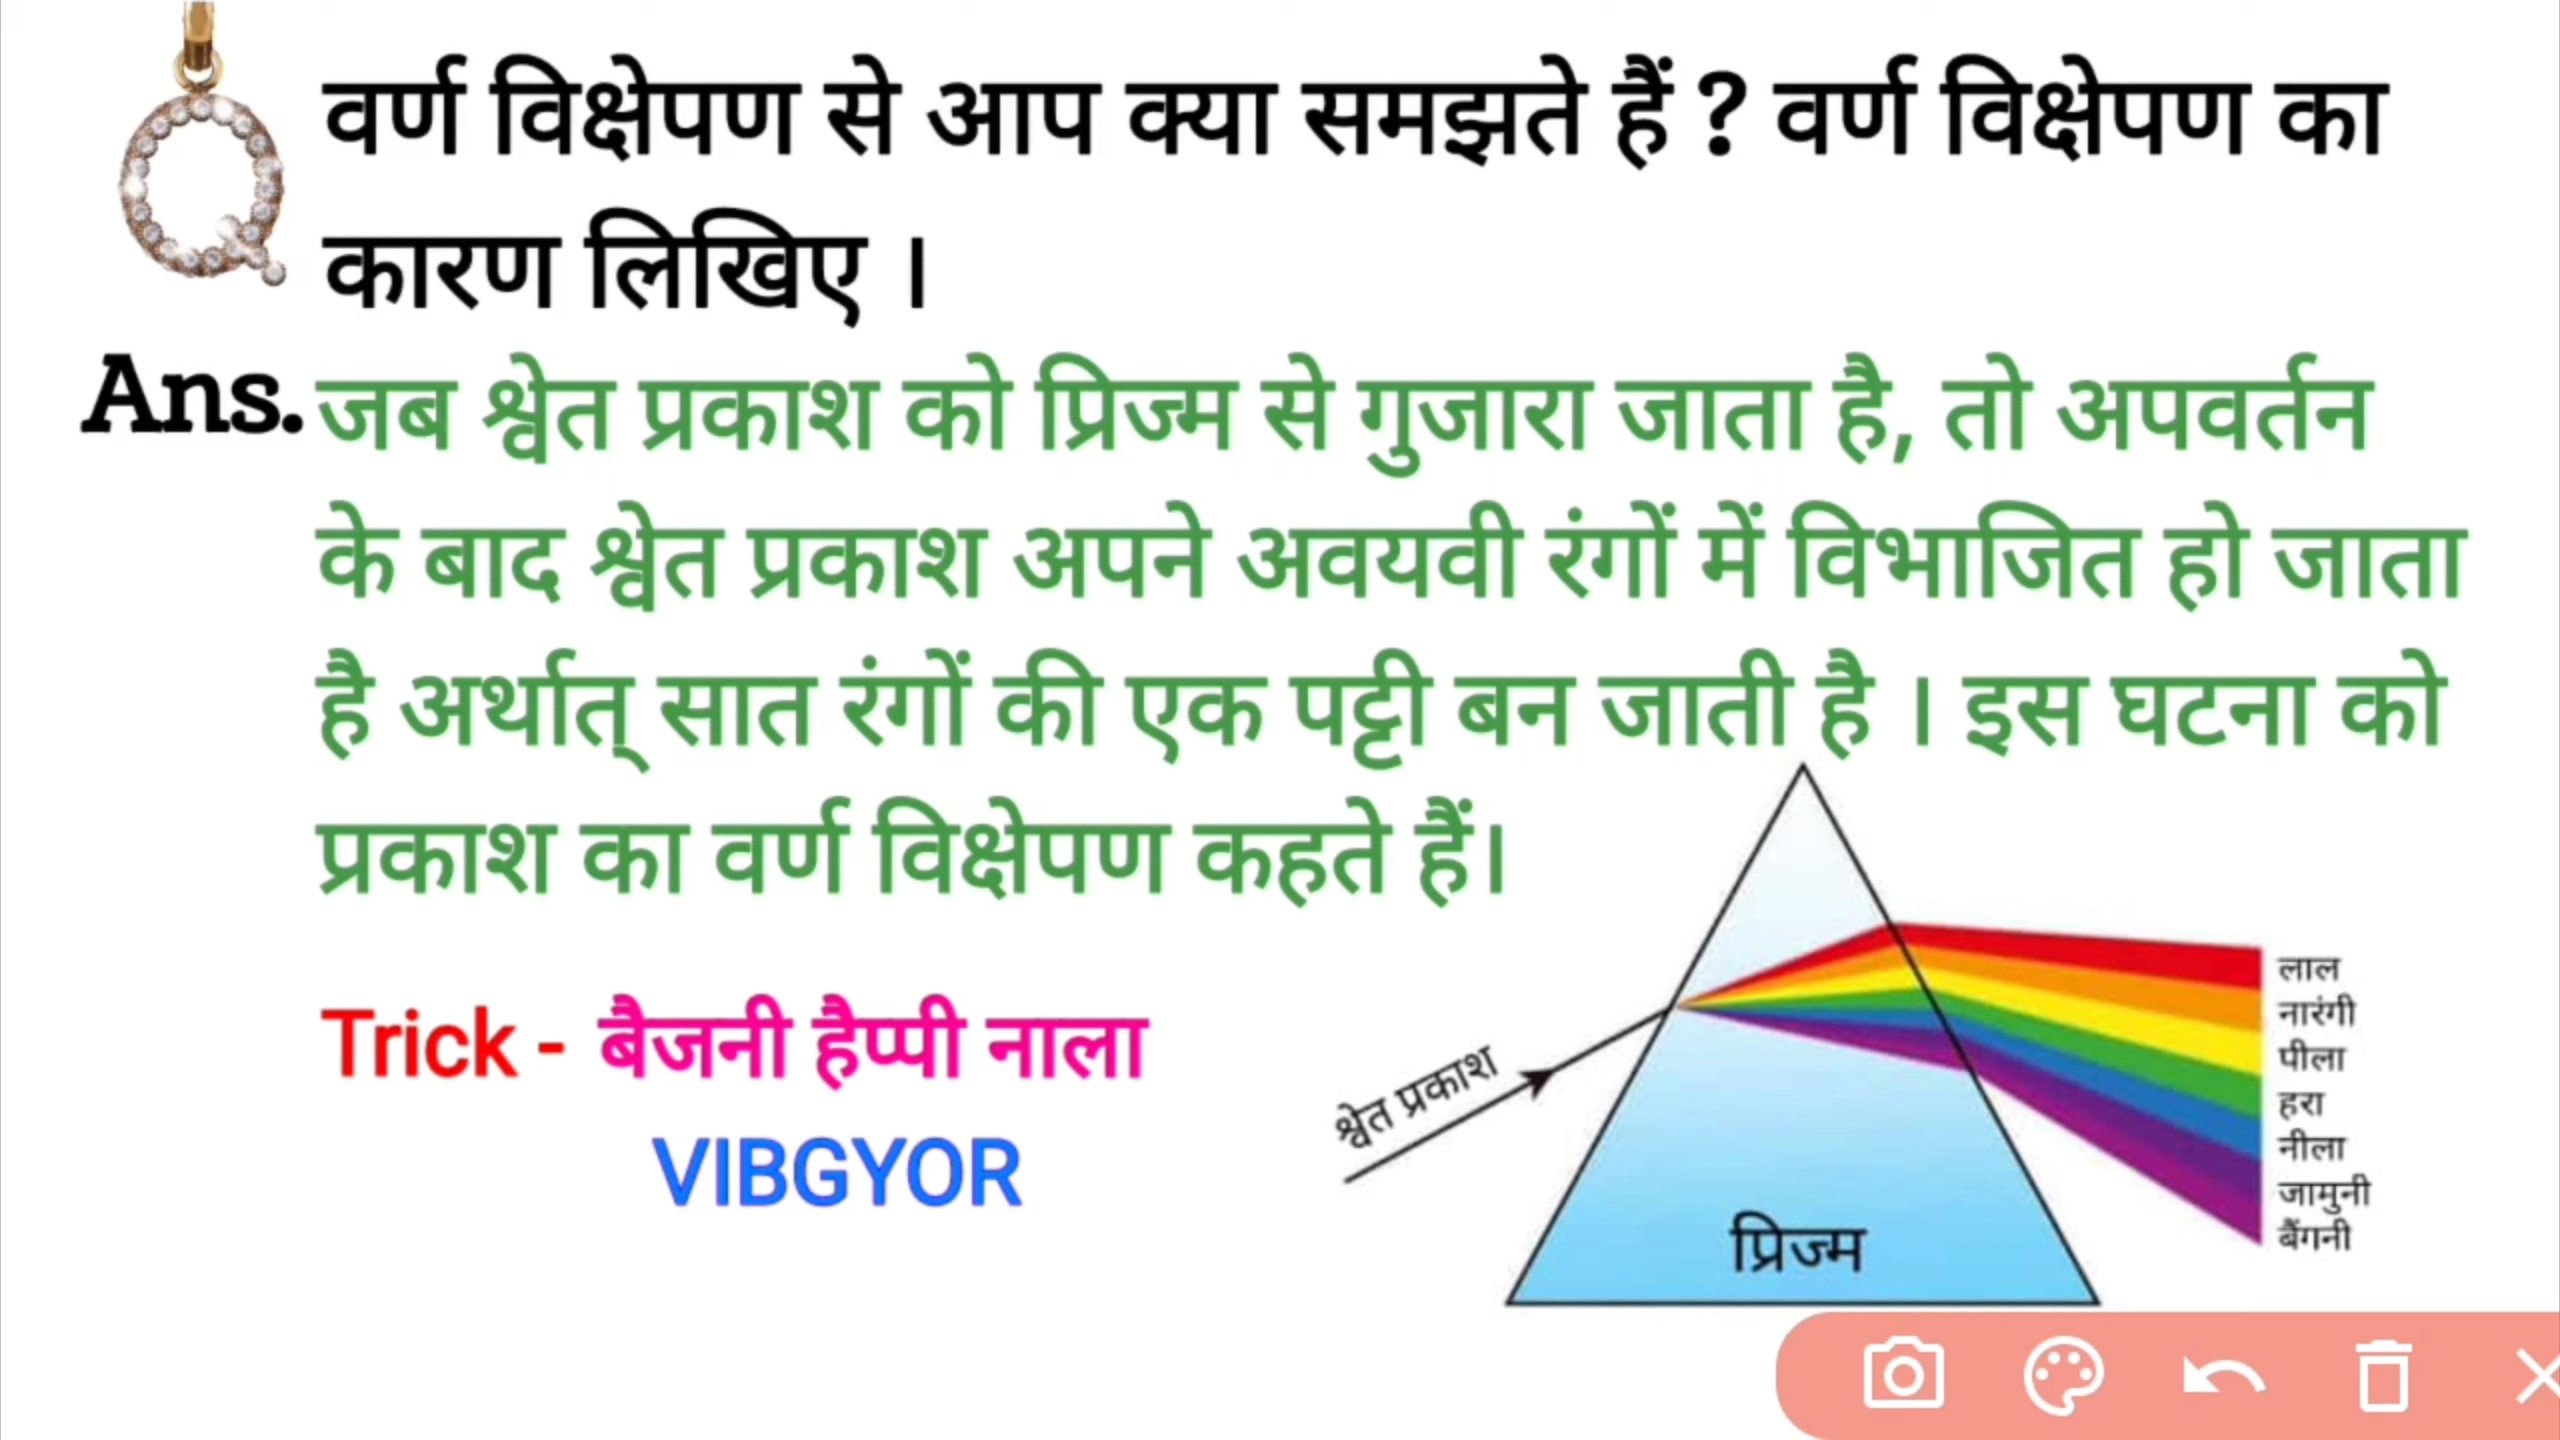 Q वर्ण विक्षेपण से आप क्या समझते हैं ? वर्ण विक्षेपण का
कारण लिखिए ।
Ans. जब श्वेत प्रकाश को प्रिज्म से गुजारा जाता है, तो अपवर्तन
के बाद श्वेत प्रकाश अपने अवयवी रंगों में विभाजित हो जाता
है अर्थात् सात रंगों की एक पट्टी बन जाती है । इस घटना को
प्रकाश का वर्ण विक्षेपण कहते हैं।
Trick - बैजनी हैप्पी नाला
VIBGYOR
श्वेत प्रकाश
प्रिज्म
लाल
नारंगी
पीला
हरा
नीला
जामुनी
बैंगनी